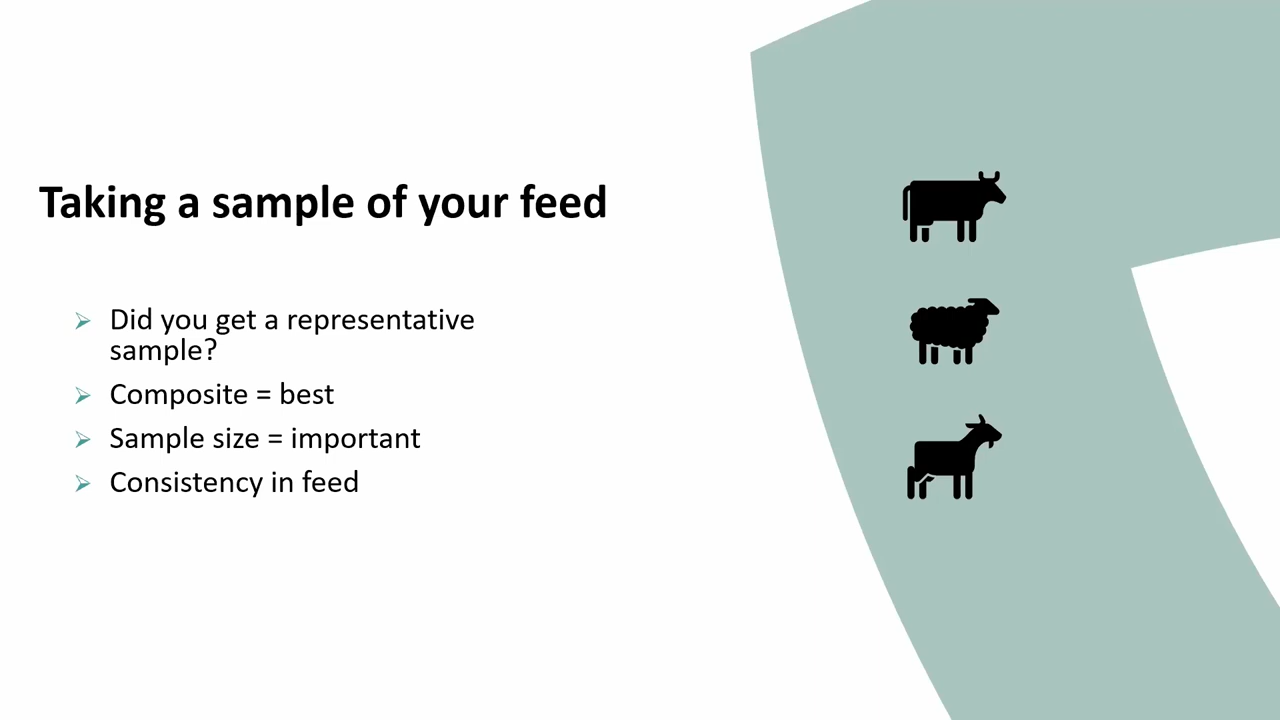 Taking a sample of your feed
Did you get a representative
sample?
Composite = best
Sample size = important
Consistency in feed